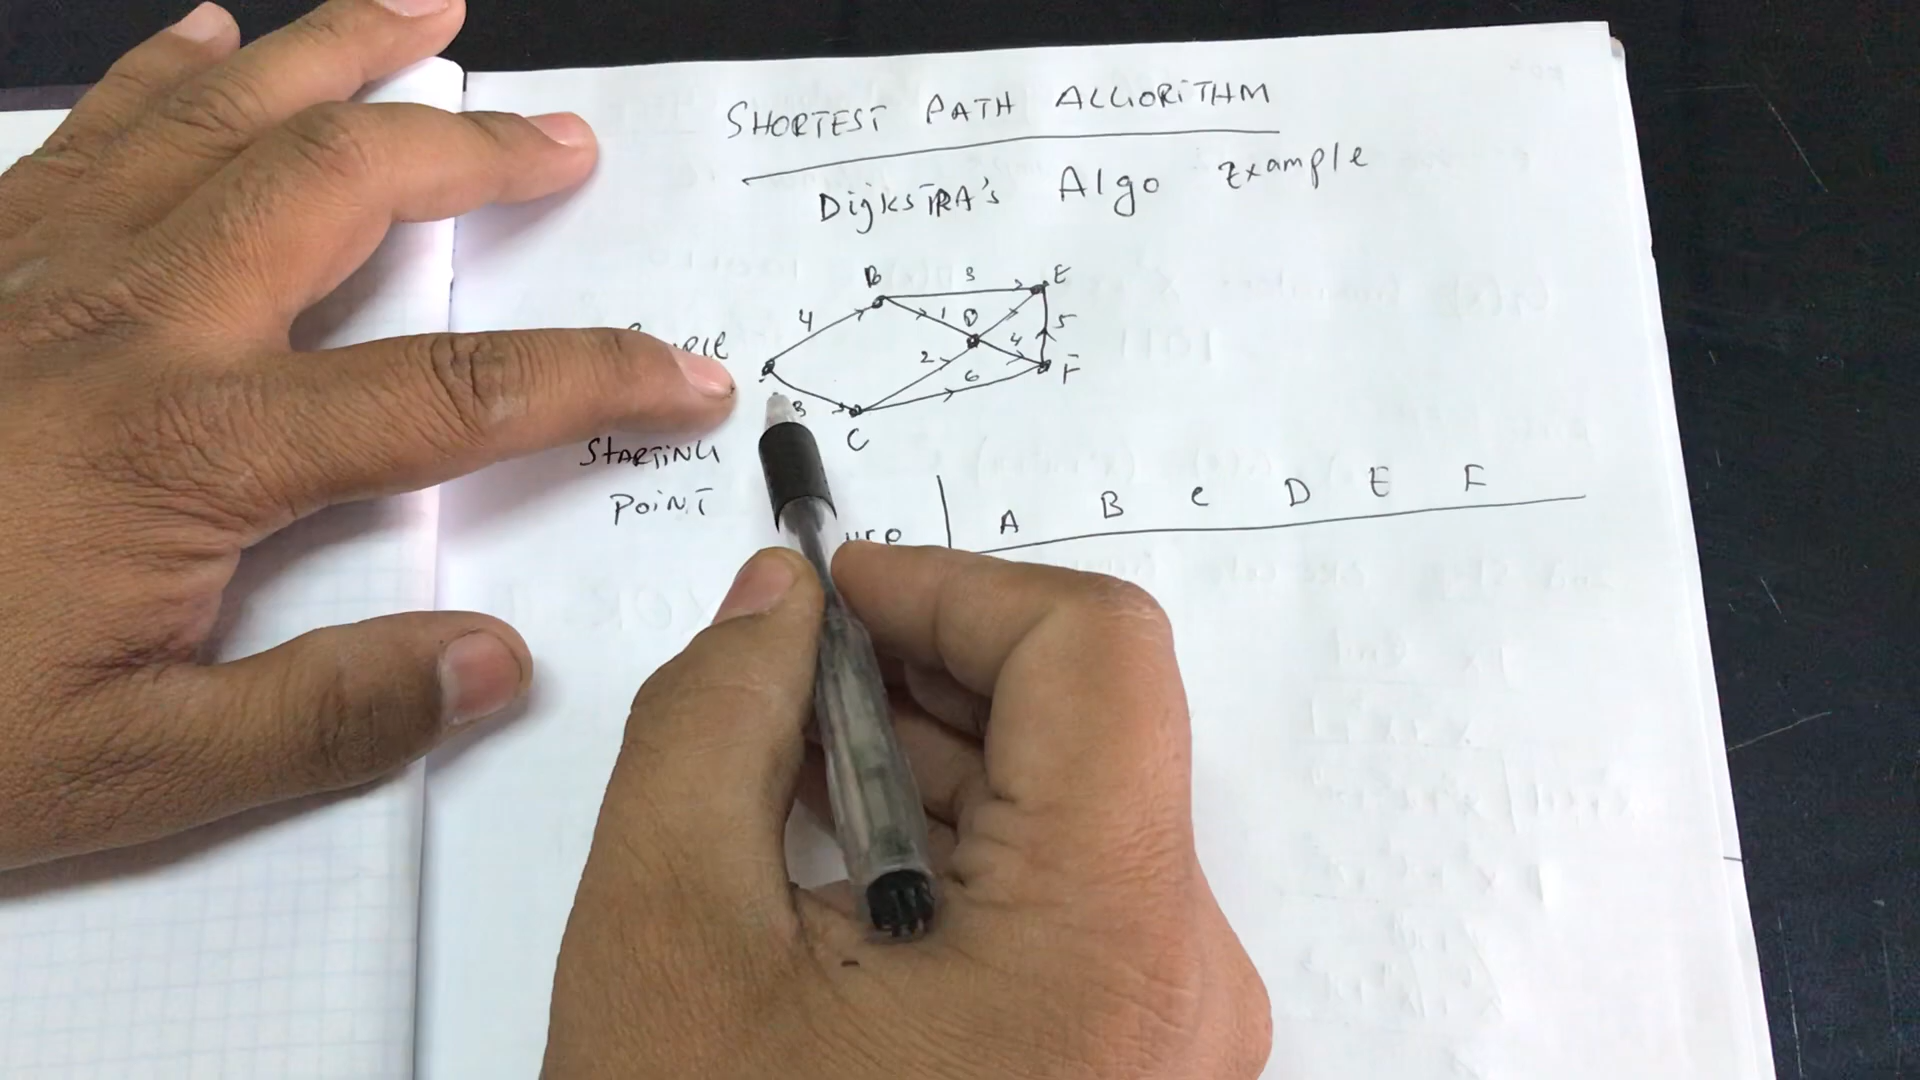 SHORTEST PATH ALGORITHM
DijkSTRA's Algo Example
B 3 E
4 1 D 5
2 4
6 F
3
C
STARTING
POINT
A B C D E F